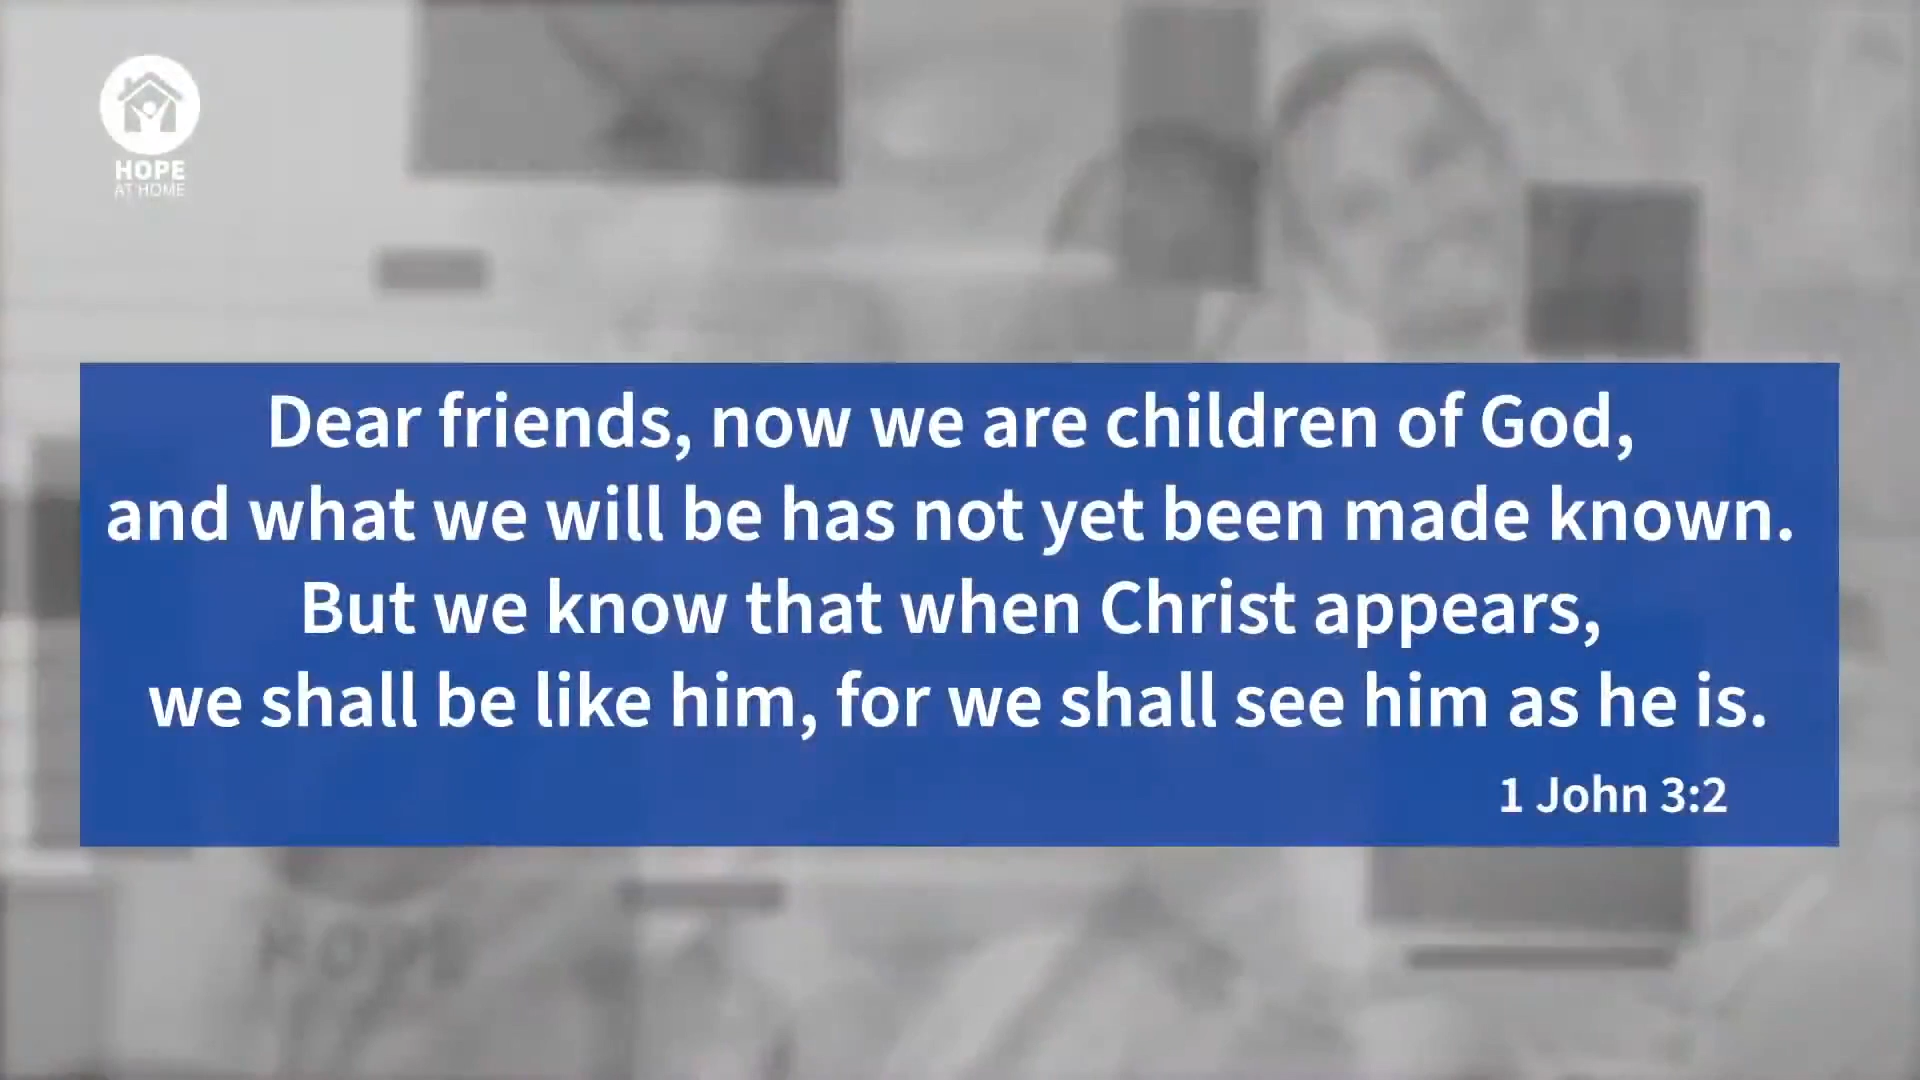 HOPE
AT HOME
Dear friends, now we are children of God,
and what we will be has not yet been made known.
But we know that when Christ appears,
we shall be like him, for we shall see him as he is.
1 John 3:2
HOPE